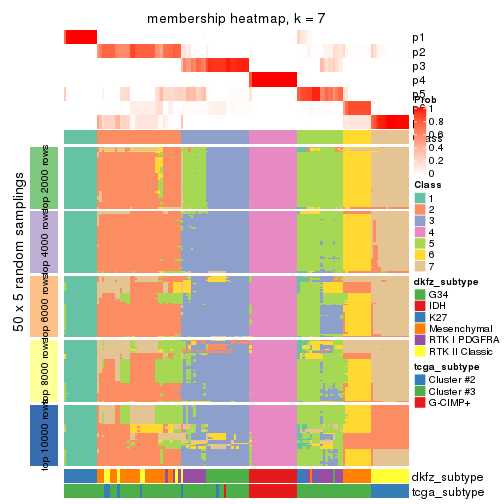 membership heatmap, k = 7
p1
p2
p3
p4
p5
p6
p7
Prob
1
0.8
0.6
0.4
0.2
0
Class
Class
1
2
3
4
5
6
7
dkfz_subtype
G34
IDH
K27
Mesenchymal
RTK I PDGFRA
RTK II Classic
tcga_subtype
Cluster #2
Cluster #3
G-CIMP+
50 x 5 random samplings
top 2000 rows
top 4000 rows
top 6000 rows
top 8000 rows
top 10000 rows
dkfz_subtype
tcga_subtype